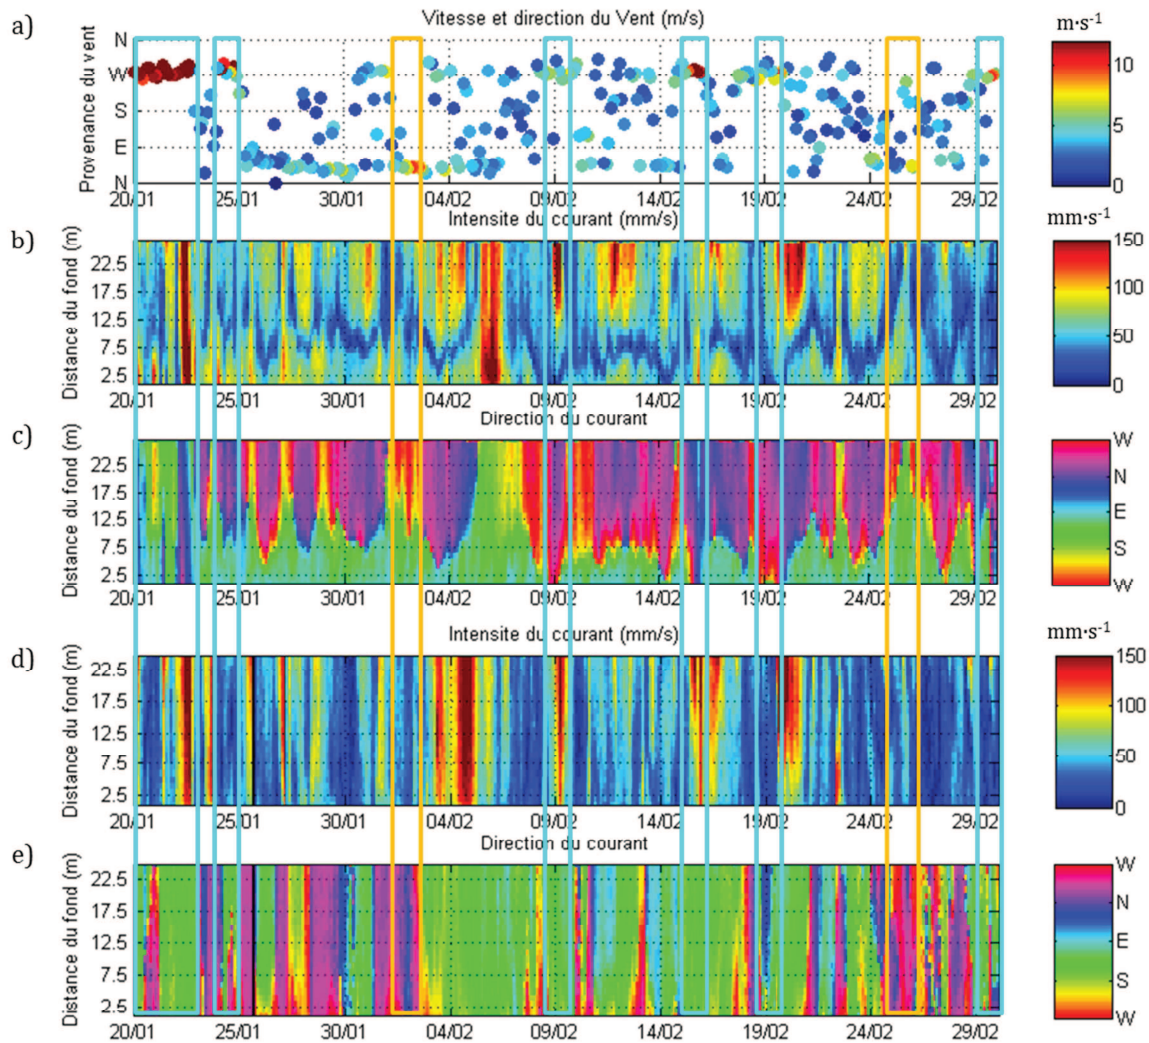 a)
Vitesse et direction du Vent (m/s)
m·s-1
Provenance du vent
N
W
S
E
N
10
5
0
20/01 25/01 30/01 04/02 09/02 14/02 19/02 24/02 29/02
b)
Intensite du courant (mm/s)
mm·s-1
Distance du fond (m)
22.5
17.5
12.5
7.5
2.5
150
100
50
0
20/01 25/01 30/01 04/02 09/02 14/02 19/02 24/02 29/02
c)
Direction du courant
Distance du fond (m)
22.5
17.5
12.5
7.5
2.5
W
N
E
S
W
20/01 25/01 30/01 04/02 09/02 14/02 19/02 24/02 29/02
d)
Intensite du courant (mm/s)
mm·s-1
Distance du fond (m)
22.5
17.5
12.5
7.5
2.5
150
100
50
0
20/01 25/01 30/01 04/02 09/02 14/02 19/02 24/02 29/02
e)
Direction du courant
Distance du fond (m)
22.5
17.5
12.5
7.5
2.5
W
N
E
S
W
20/01 25/01 30/01 04/02 09/02 14/02 19/02 24/02 29/02